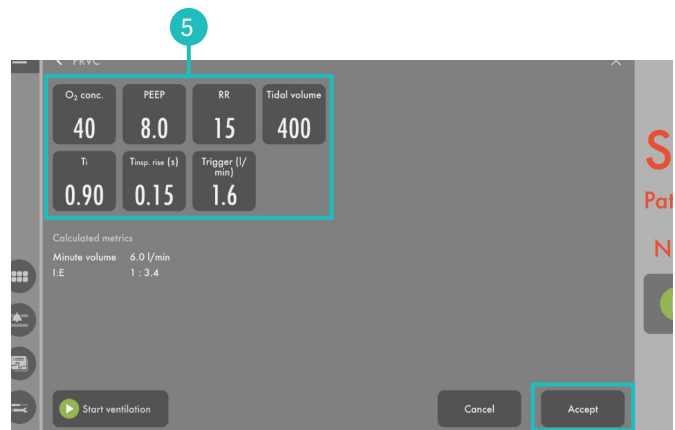 5
PRVC
O₂ conc. PEEP RR Tidal volume
40 8.0 15 400
Ti Tinsp. rise (s) Trigger (l/
min)
0.90 0.15 1.6
Calculated metrics
Minute volume 6.0 l/min
I:E 1 : 3.4
S
Pat
N
Start ventilation Cancel Accept